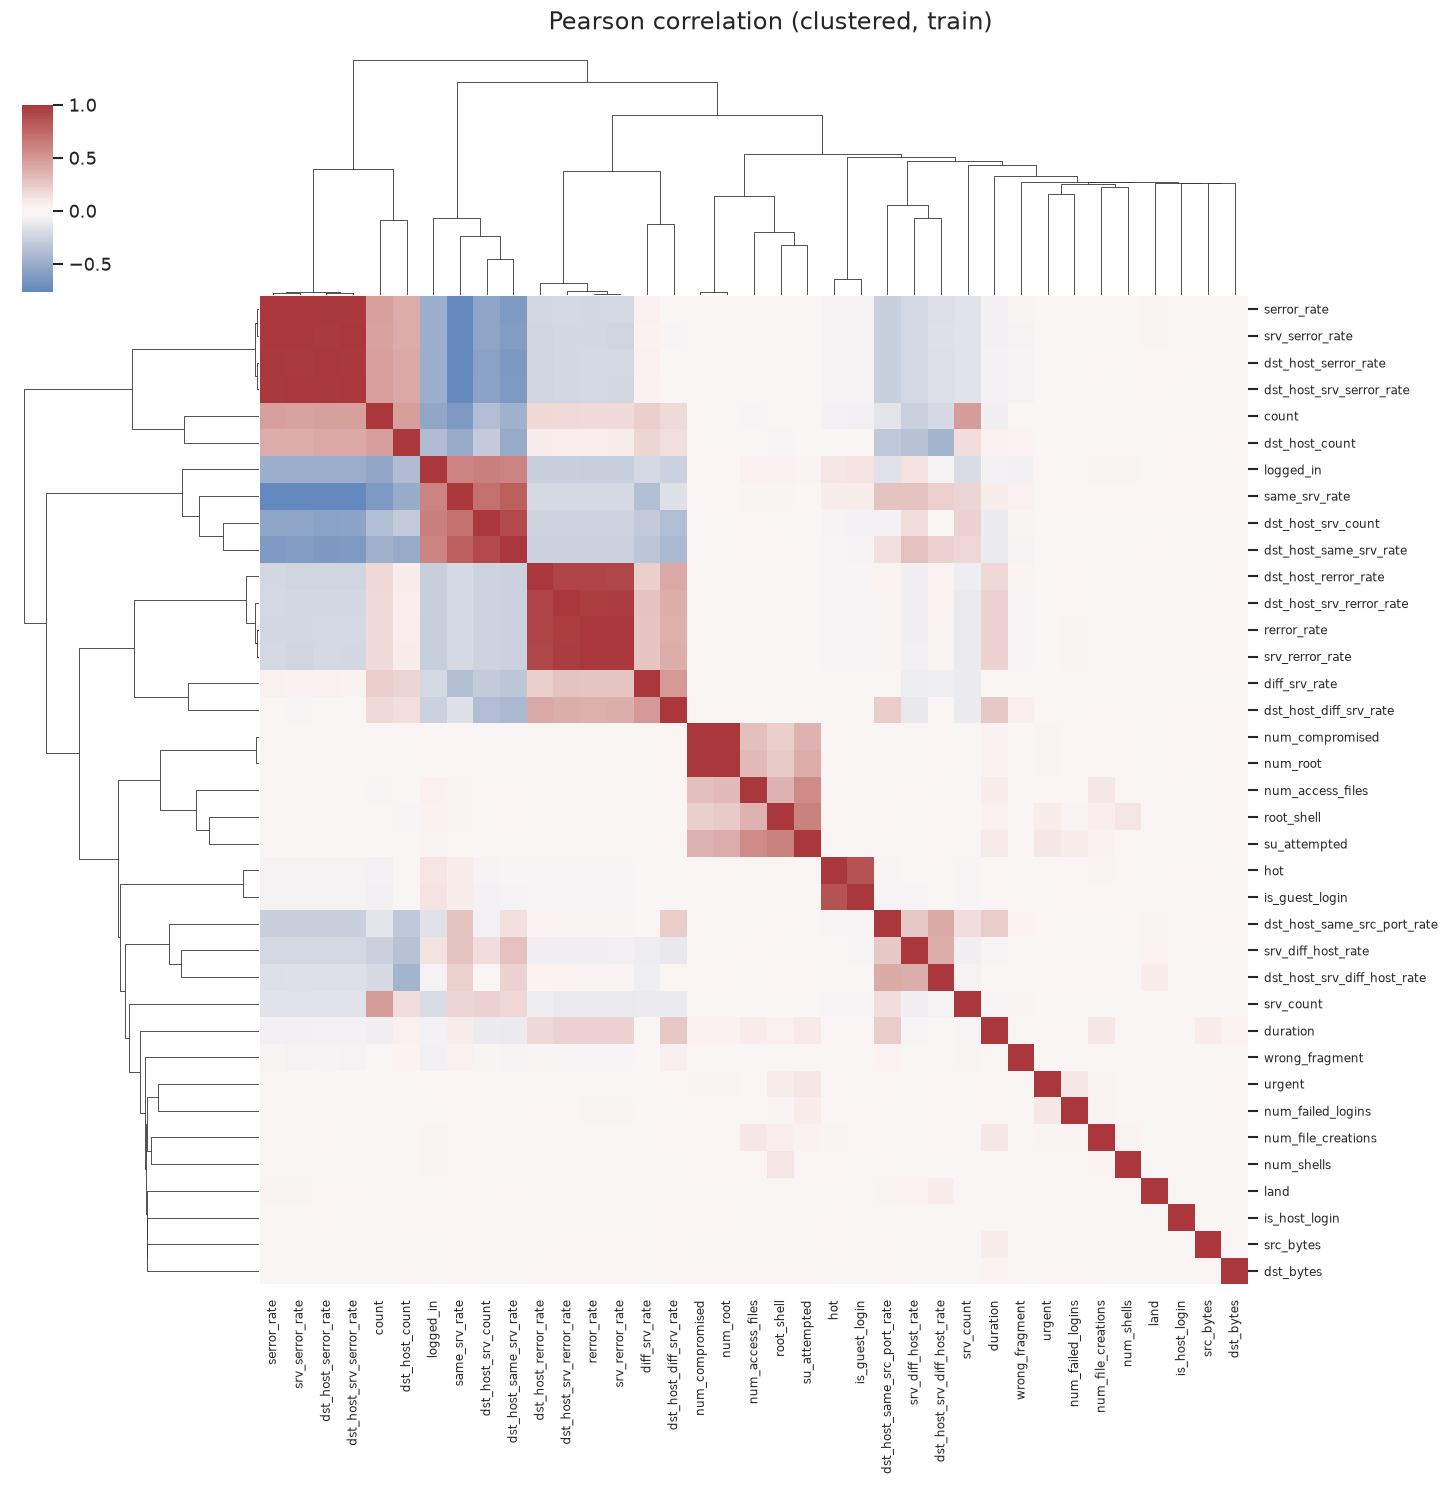 Pearson correlation (clustered, train)
1.0
0.5
0.0
−0.5
serror_rate
srv_serror_rate
dst_host_serror_rate
dst_host_srv_serror_rate
count
dst_host_count
logged_in
same_srv_rate
dst_host_srv_count
dst_host_same_srv_rate
dst_host_rerror_rate
dst_host_srv_rerror_rate
rerror_rate
srv_rerror_rate
diff_srv_rate
dst_host_diff_srv_rate
num_compromised
num_root
num_access_files
root_shell
su_attempted
hot
is_guest_login
dst_host_same_src_port_rate
srv_diff_host_rate
dst_host_srv_diff_host_rate
srv_count
duration
wrong_fragment
urgent
num_failed_logins
num_file_creations
num_shells
land
is_host_login
src_bytes
dst_bytes
serror_rate
srv_serror_rate
dst_host_serror_rate
dst_host_srv_serror_rate
count
dst_host_count
logged_in
same_srv_rate
dst_host_srv_count
dst_host_same_srv_rate
dst_host_rerror_rate
dst_host_srv_rerror_rate
rerror_rate
srv_rerror_rate
diff_srv_rate
dst_host_diff_srv_rate
num_compromised
num_root
num_access_files
root_shell
su_attempted
hot
is_guest_login
dst_host_same_src_port_rate
srv_diff_host_rate
dst_host_srv_diff_host_rate
srv_count
duration
wrong_fragment
urgent
num_failed_logins
num_file_creations
num_shells
land
is_host_login
src_bytes
dst_bytes